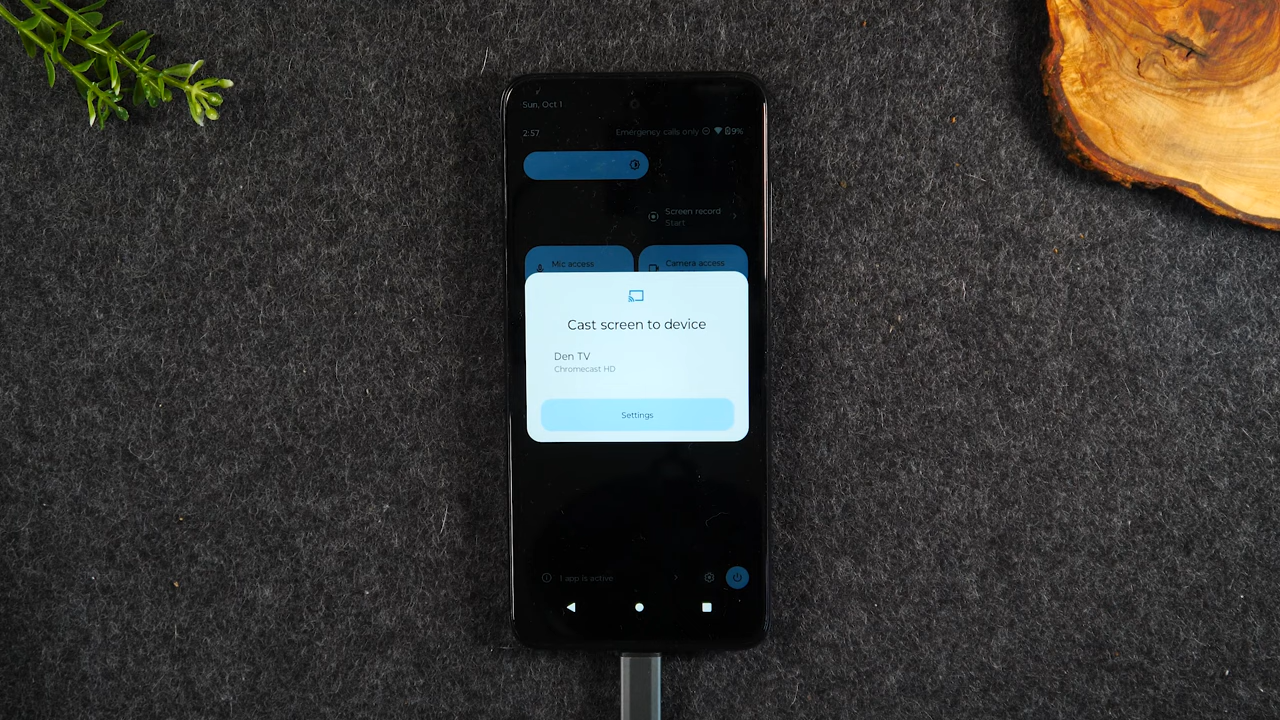 Sun, Oct 1
2:57
Emergency calls only 9%
Screen record
Start
Mic access
Camera access
Cast screen to device
Den TV
Chromecast HD
Settings
1 app is active